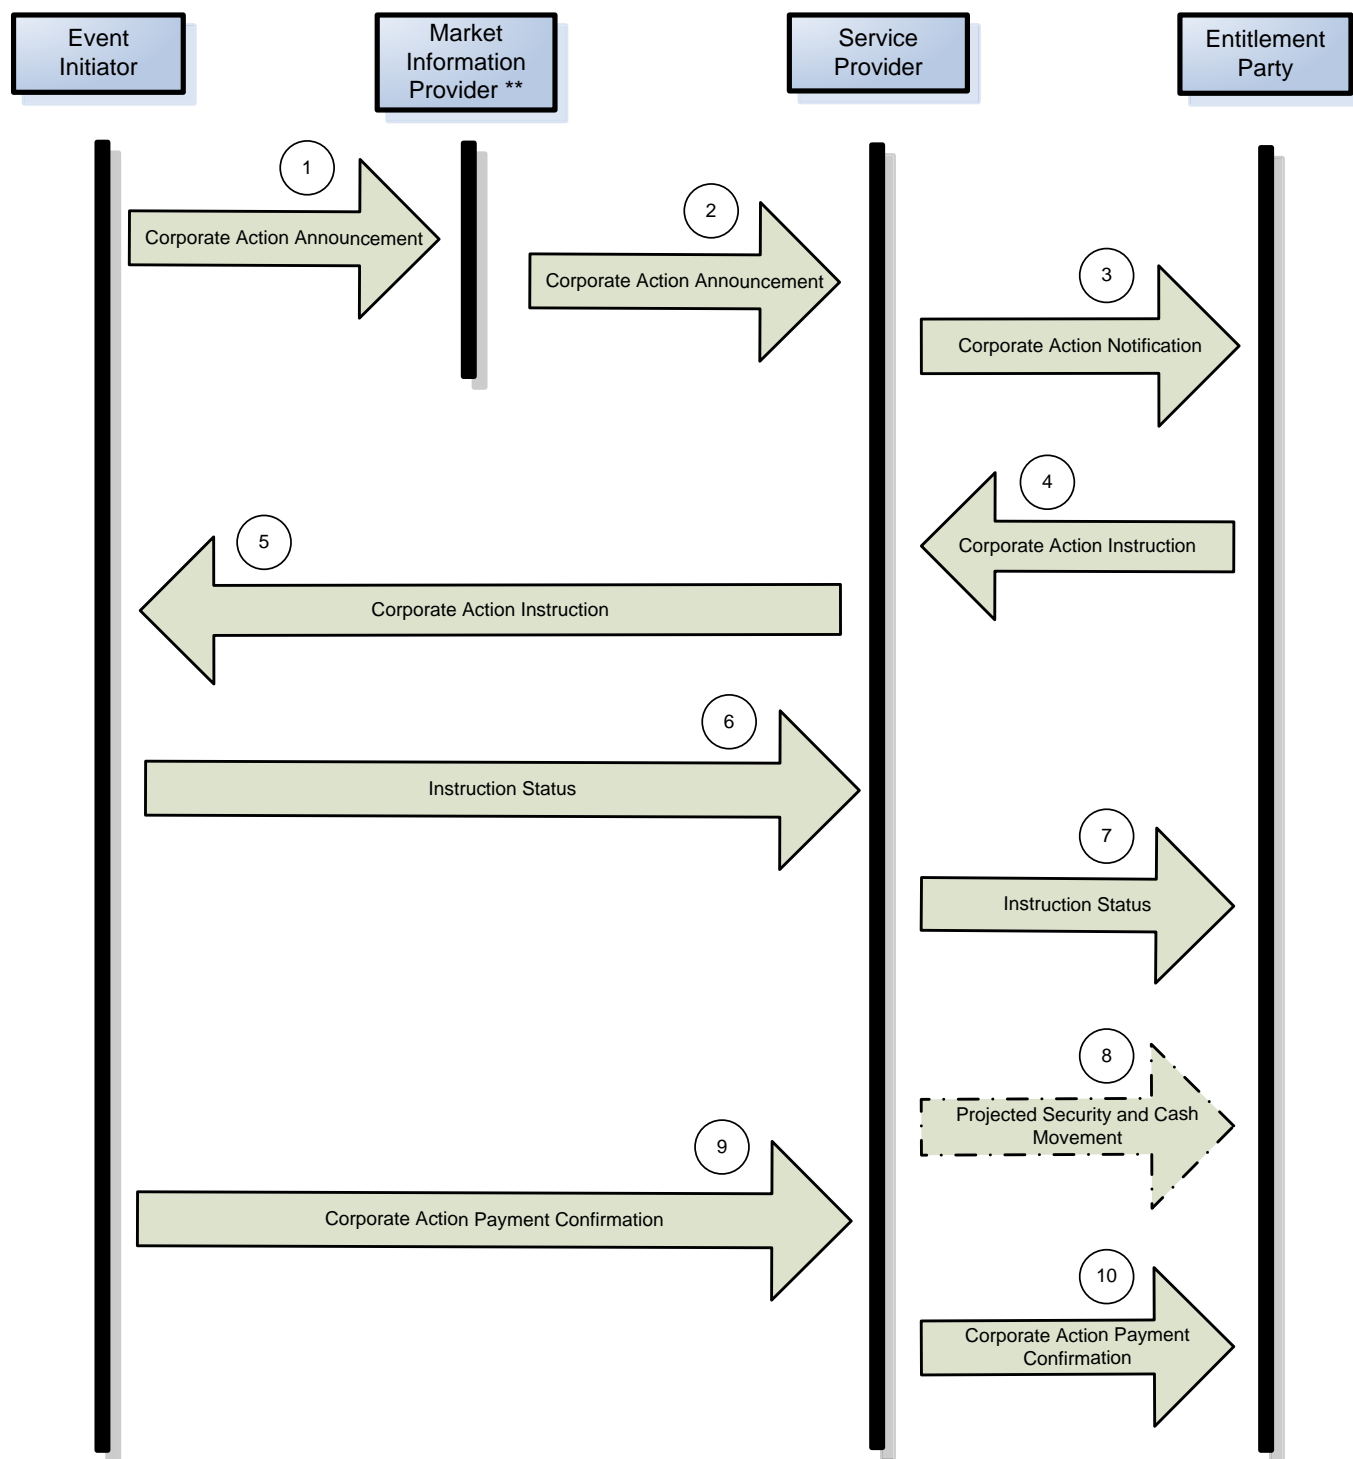 Event
Initiator
Market
Information
Provider **
Service
Provider
Entitlement
Party
1
Corporate Action Announcement
2
Corporate Action Announcement
3
Corporate Action Notification
4
Corporate Action Instruction
5
Corporate Action Instruction
6
Instruction Status
7
Instruction Status
8
Projected Security and Cash
Movement
9
Corporate Action Payment Confirmation
10
Corporate Action Payment
Confirmation